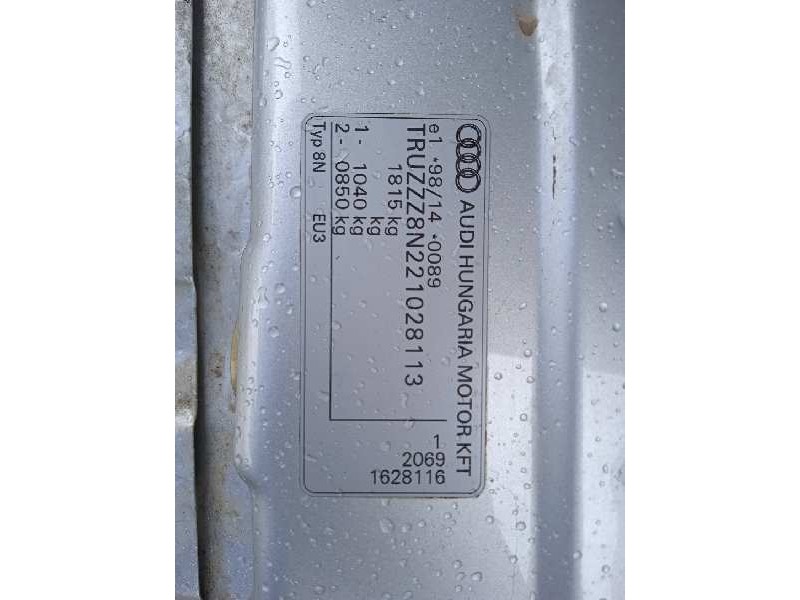 AUDI HUNGARIA MOTOR KFT
e1 *98/14 *0089
TRUZZZ8N221028113
1815 kg
1 - 1040 kg
2 - 0850 kg
Typ 8N EU3
1
2069
1628116